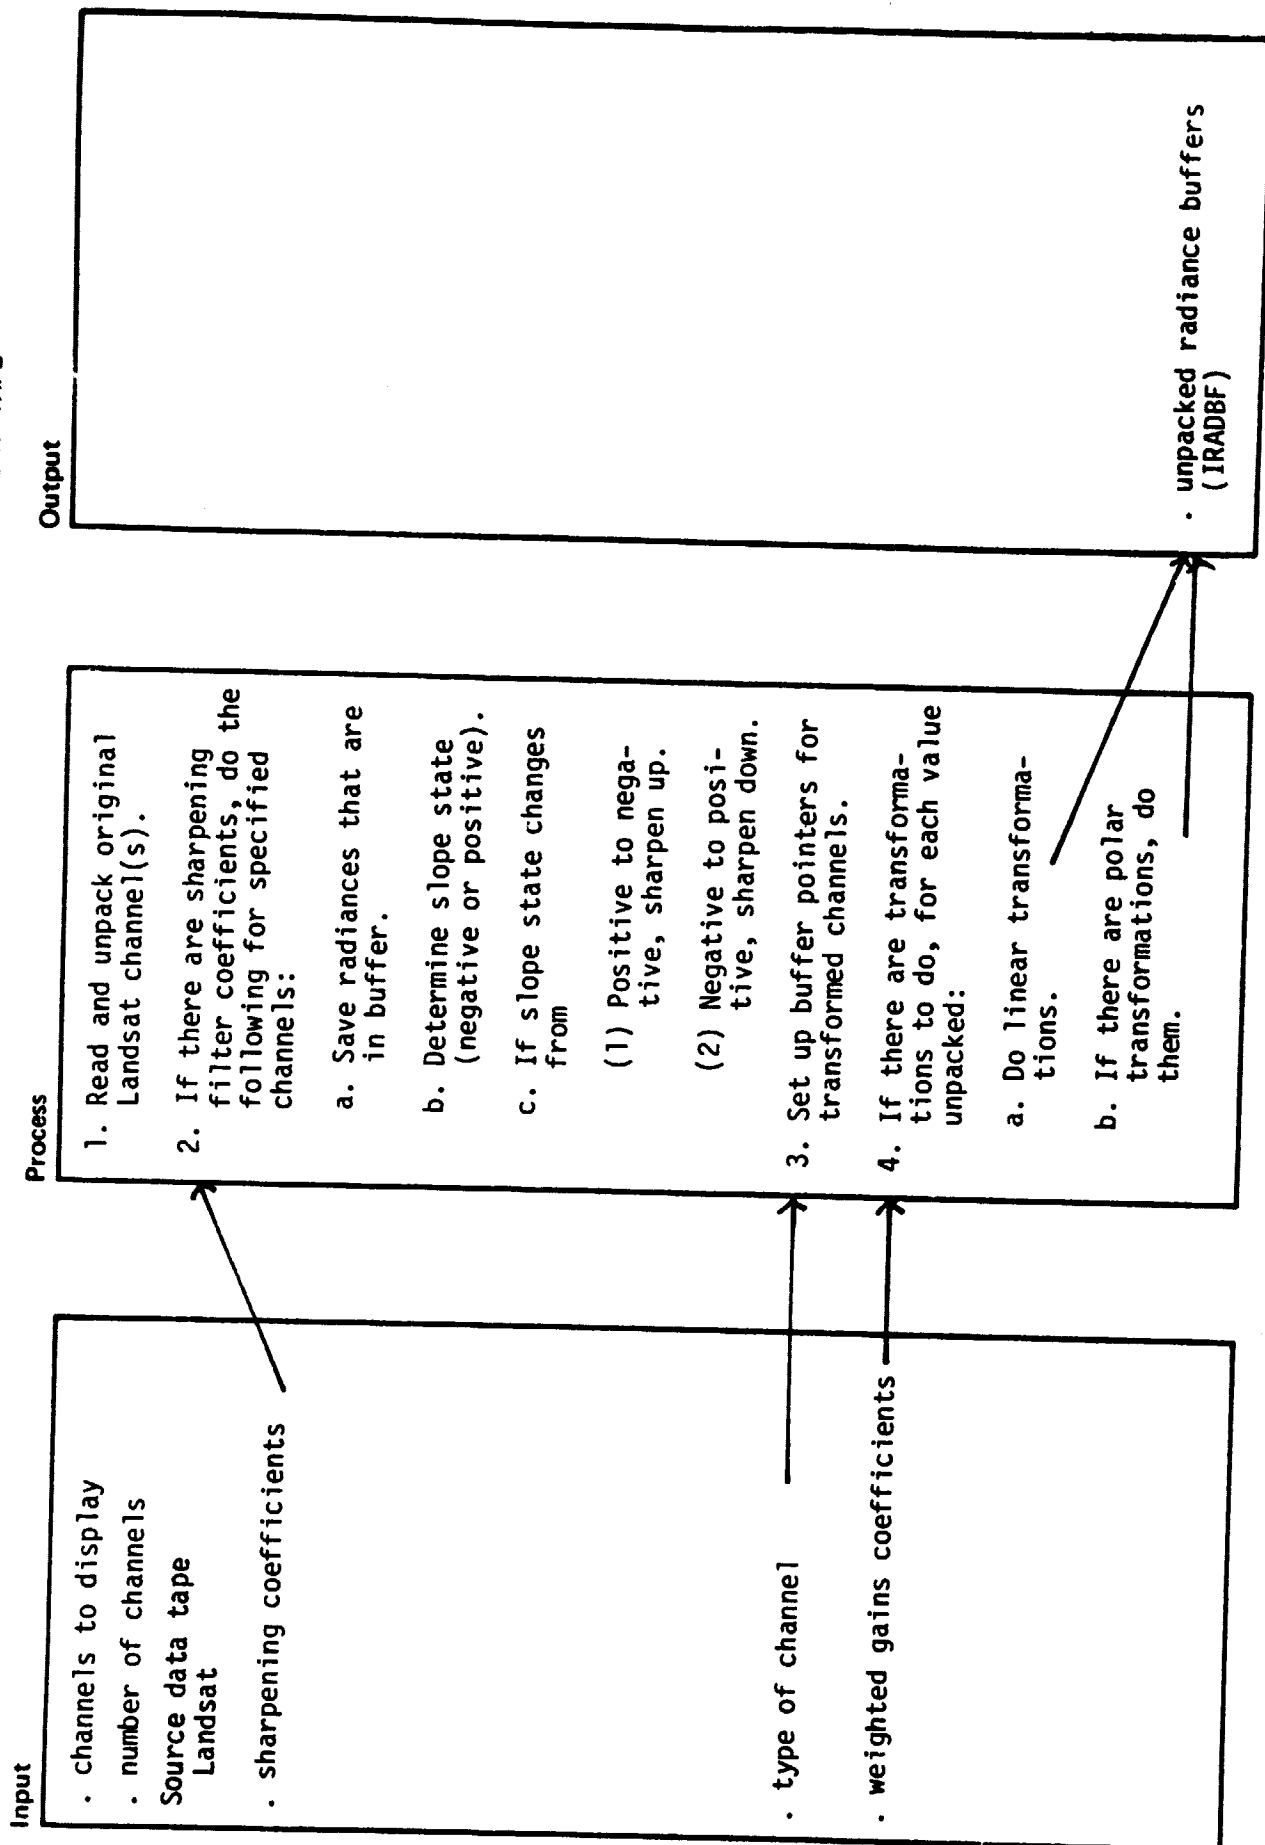 Input
. channels to display
. number of channels
Source data tape
Landsat
. sharpening coefficients
. type of channel
. weighted gains coefficients
Process
1. Read and unpack original
Landsat channel(s).
2. If there are sharpening
filter coefficients, do the
following for specified
channels:
a. Save radiances that are
in buffer.
b. Determine slope state
(negative or positive).
c. If slope state changes
from
(1) Positive to nega-
tive, sharpen up.
(2) Negative to posi-
tive, sharpen down.
3. Set up buffer pointers for
transformed channels.
4. If there are transforma-
tions to do, for each value
unpacked:
a. Do linear transforma-
tions.
b. If there are polar
transformations, do
them.
Output
. unpacked radiance buffers
(IRADBF)